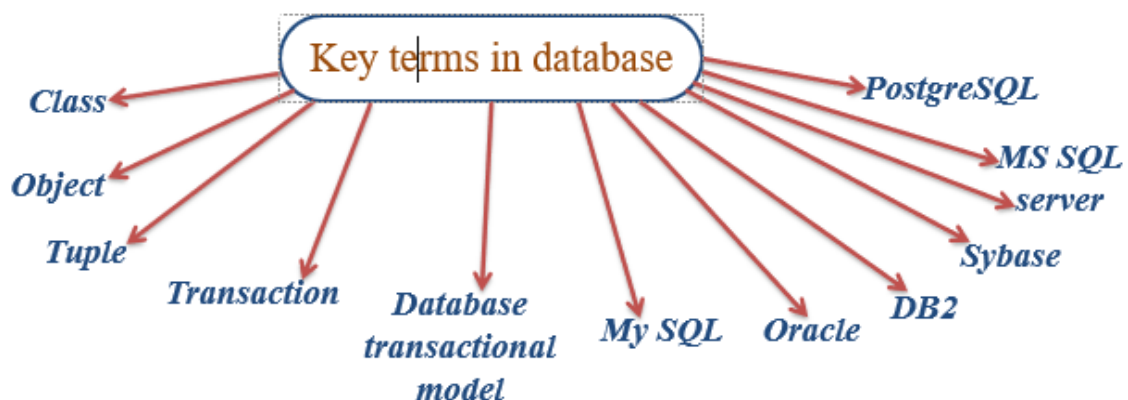 Key terms in database
Class
Object
Tuple
Transaction
Database
transactional
model
My SQL
Oracle
DB2
Sybase
server
MS SQL
PostgreSQL